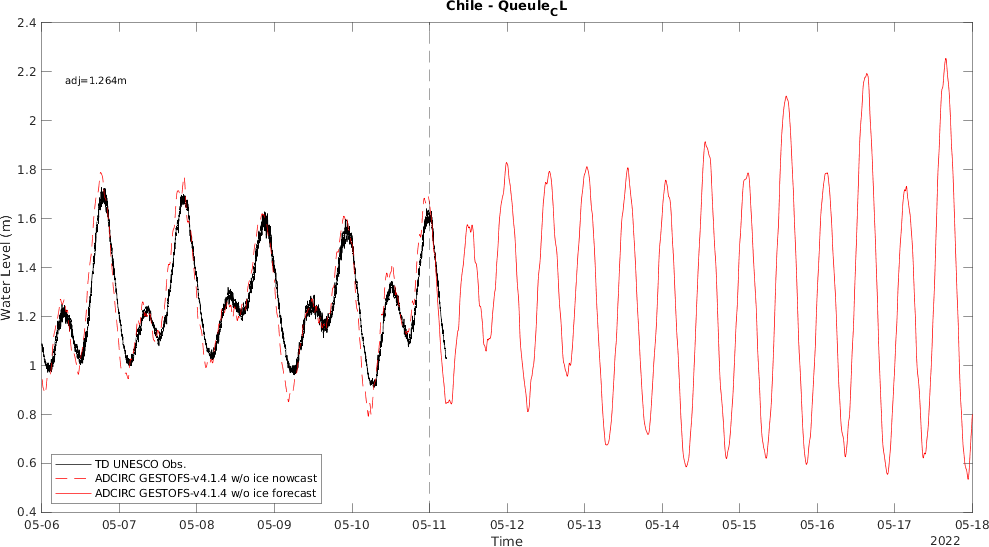 Chile - Queule_CL
2.4
2.2
2
1.8
1.6
1.4
1.2
1
0.8
0.6
0.4
Water Level (m)
adj=1.264m
TD UNESCO Obs.
ADCIRC GESTOFS-v4.1.4 w/o ice nowcast
ADCIRC GESTOFS-v4.1.4 w/o ice forecast
05-06 05-07 05-08 05-09 05-10 05-11 05-12 05-13 05-14 05-15 05-16 05-17 05-18
Time
2022